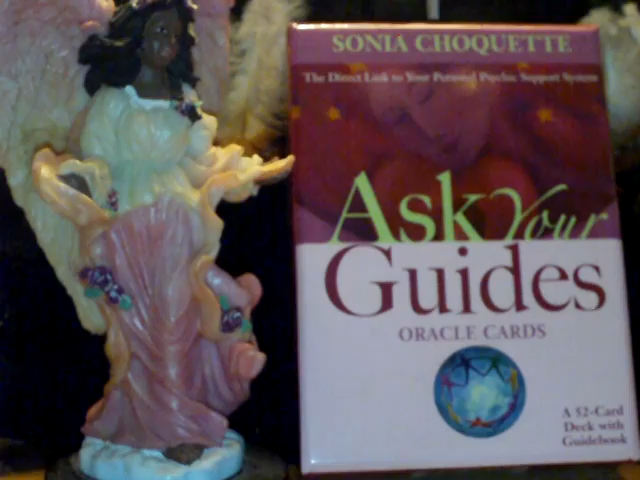 SONIA CHOQUETTE
The Direct Link to Your Personal Psychic Support System
Ask Your
Guides
ORACLE CARDS
A 52-Card
Deck with
Guidebook